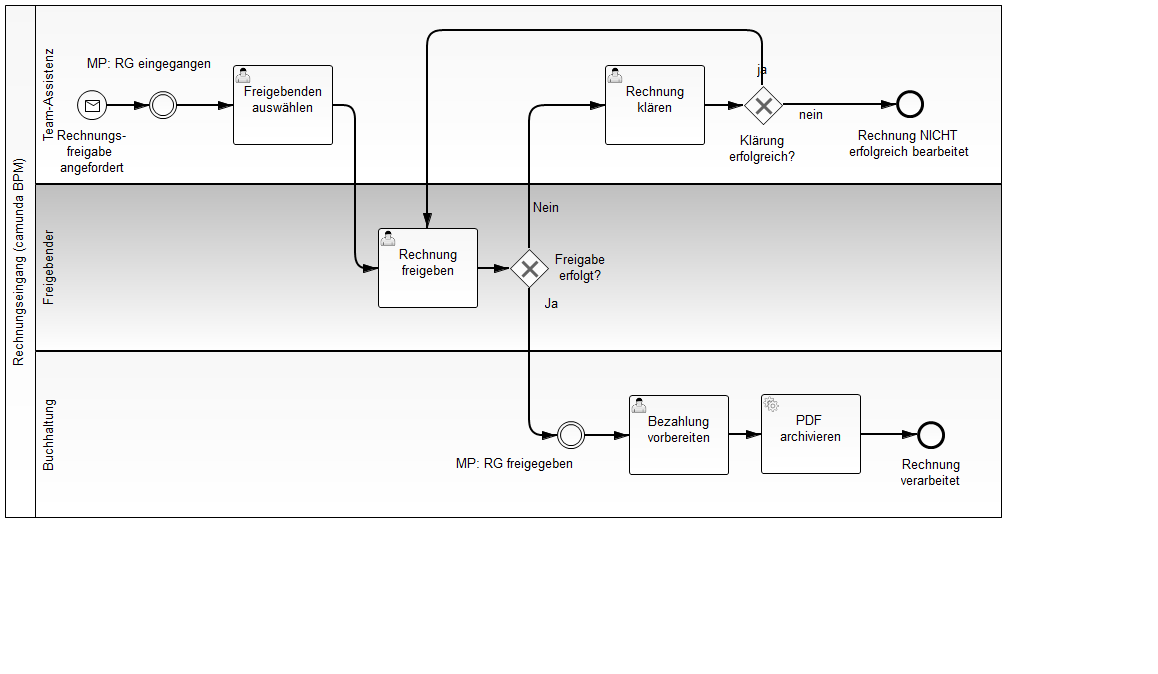 Rechnungseingang (camunda BPM)
Team-Assistenz
MP: RG eingegangen
Rechnungs-
freigabe
angefordert
Freigebenden
auswählen
Rechnung
klären
ja
nein
Klärung
erfolgreich?
Rechnung NICHT
erfolgreich bearbeitet
Freigebender
Nein
Rechnung
freigeben
Freigabe
erfolgt?
Ja
Buchhaltung
MP: RG freigegeben
Bezahlung
vorbereiten
PDF
archivieren
Rechnung
verarbeitet